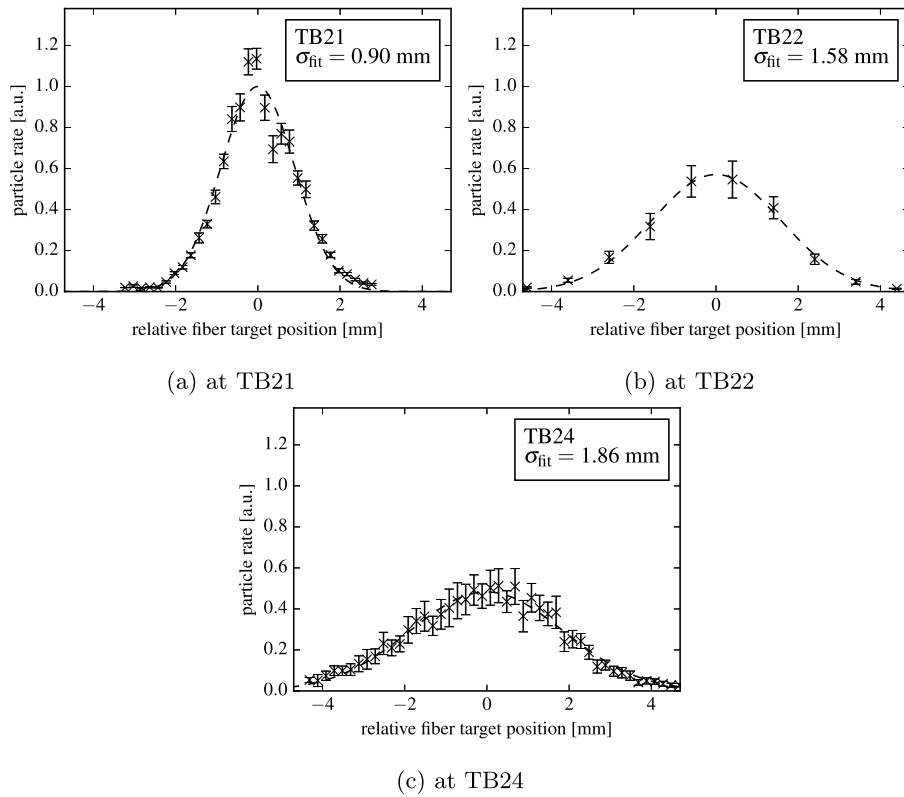 TB21
σfit = 0.90 mm
particle rate [a.u.]
1.2
1.0
0.8
0.6
0.4
0.2
0.0
−4 −2 0 2 4
relative fiber target position [mm]
(a) at TB21
TB22
σfit = 1.58 mm
particle rate [a.u.]
1.2
1.0
0.8
0.6
0.4
0.2
0.0
−4 −2 0 2 4
relative fiber target position [mm]
(b) at TB22
TB24
σfit = 1.86 mm
particle rate [a.u.]
1.2
1.0
0.8
0.6
0.4
0.2
0.0
−4 −2 0 2 4
relative fiber target position [mm]
(c) at TB24